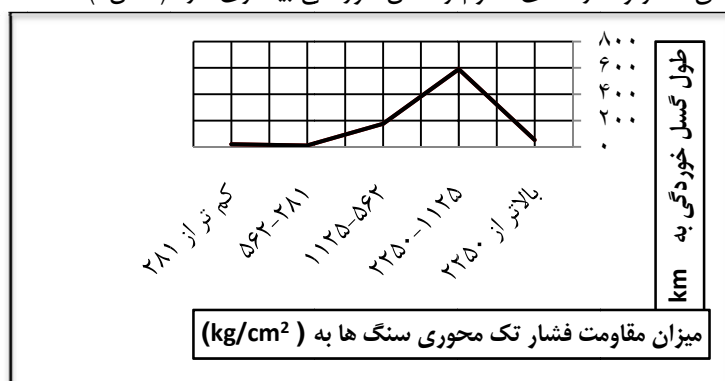 ۸۰۰
۶۰۰
۴۰۰
۲۰۰
۰
طول گسل خوردگی به km
کم تر از ۲۸۱
۵۶۲-۲۸۱
۱۱۲۵-۵۶۲
۲۲۵۰-۱۱۲۵
بالاتر از ۲۲۵۰
میزان مقاومت فشار تک محوری سنگ ها به ( kg/cm²)